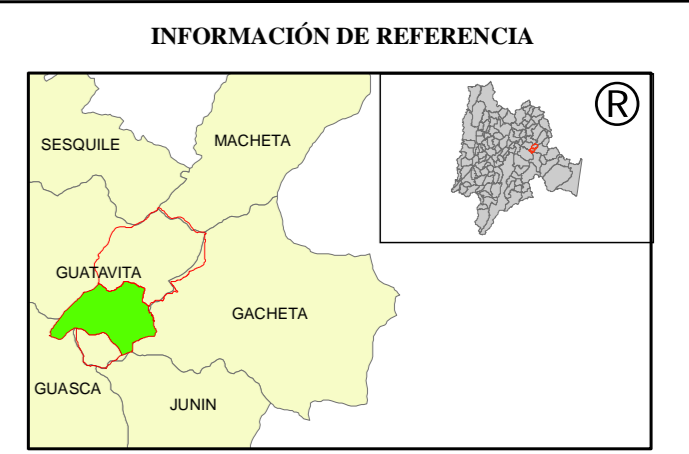 INFORMACIÓN DE REFERENCIA
®
SESQUILE
MACHETA
GUATAVITA
GACHETA
GUASCA
JUNIN